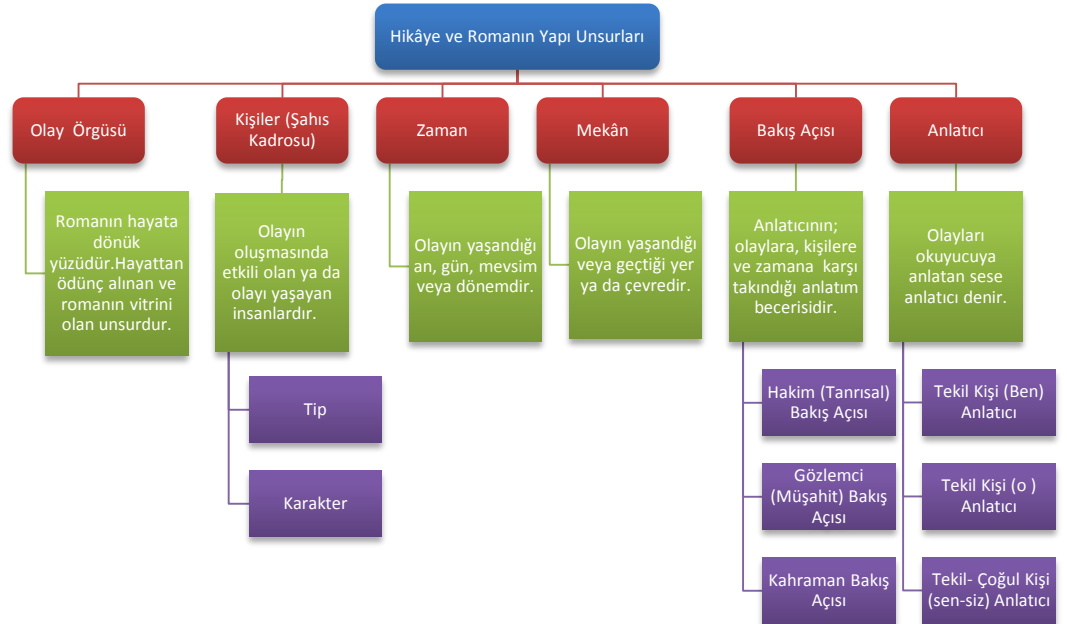 Hikâye ve Romanın Yapı Unsurları
Olay Örgüsü
Romanın hayata
dönük
yüzüdür.Hayattan
ödünç alınan ve
romanın vitrini
olan unsurdur.
Kişiler (Şahıs
Kadrosu)
Olayın
oluşmasında
etkili olan ya da
olayı yaşayan
insanlardır.
Tip
Karakter
Zaman
Olayın yaşandığı
an, gün, mevsim
veya dönemdir.
Mekân
Olayın yaşandığı
veya geçtiği yer
ya da çevredir.
Bakış Açısı
Anlatıcının;
olaylara, kişilere
ve zamana karşı
takındığı anlatım
becerisidir.
Hakim (Tanrısal)
Bakış Açısı
Gözlemci
(Müşahit) Bakış
Açısı
Kahraman Bakış
Açısı
Anlatıcı
Olayları
okuyucuya
anlatan sese
anlatıcı denir.
Tekil Kişi (Ben)
Anlatıcı
Tekil Kişi (o )
Anlatıcı
Tekil- Çoğul Kişi
(sen-siz) Anlatıcı